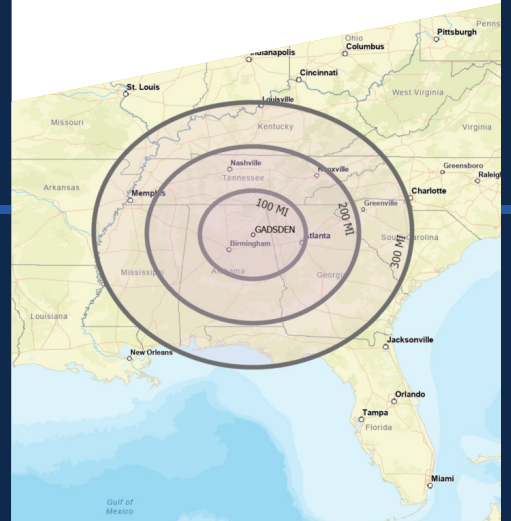 Pittsburgh
Penns
Ohio
Columbus
Indianapolis
Cincinnati
St. Louis
West Virginia
Louisville
Missouri
Kentucky
Virginia
Nashville
Knoxville
Greensboro
Tennessee
Raleigh
Arkansas
Memphis
Charlotte
Greenville
100 MI
200 MI
300 MI
GADSDEN
Atlanta
South Carolina
Birmingham
Mississippi
Alabama
Georgia
Louisiana
Jacksonville
New Orleans
Orlando
Tampa
Florida
Miami
Gulf of
Mexico